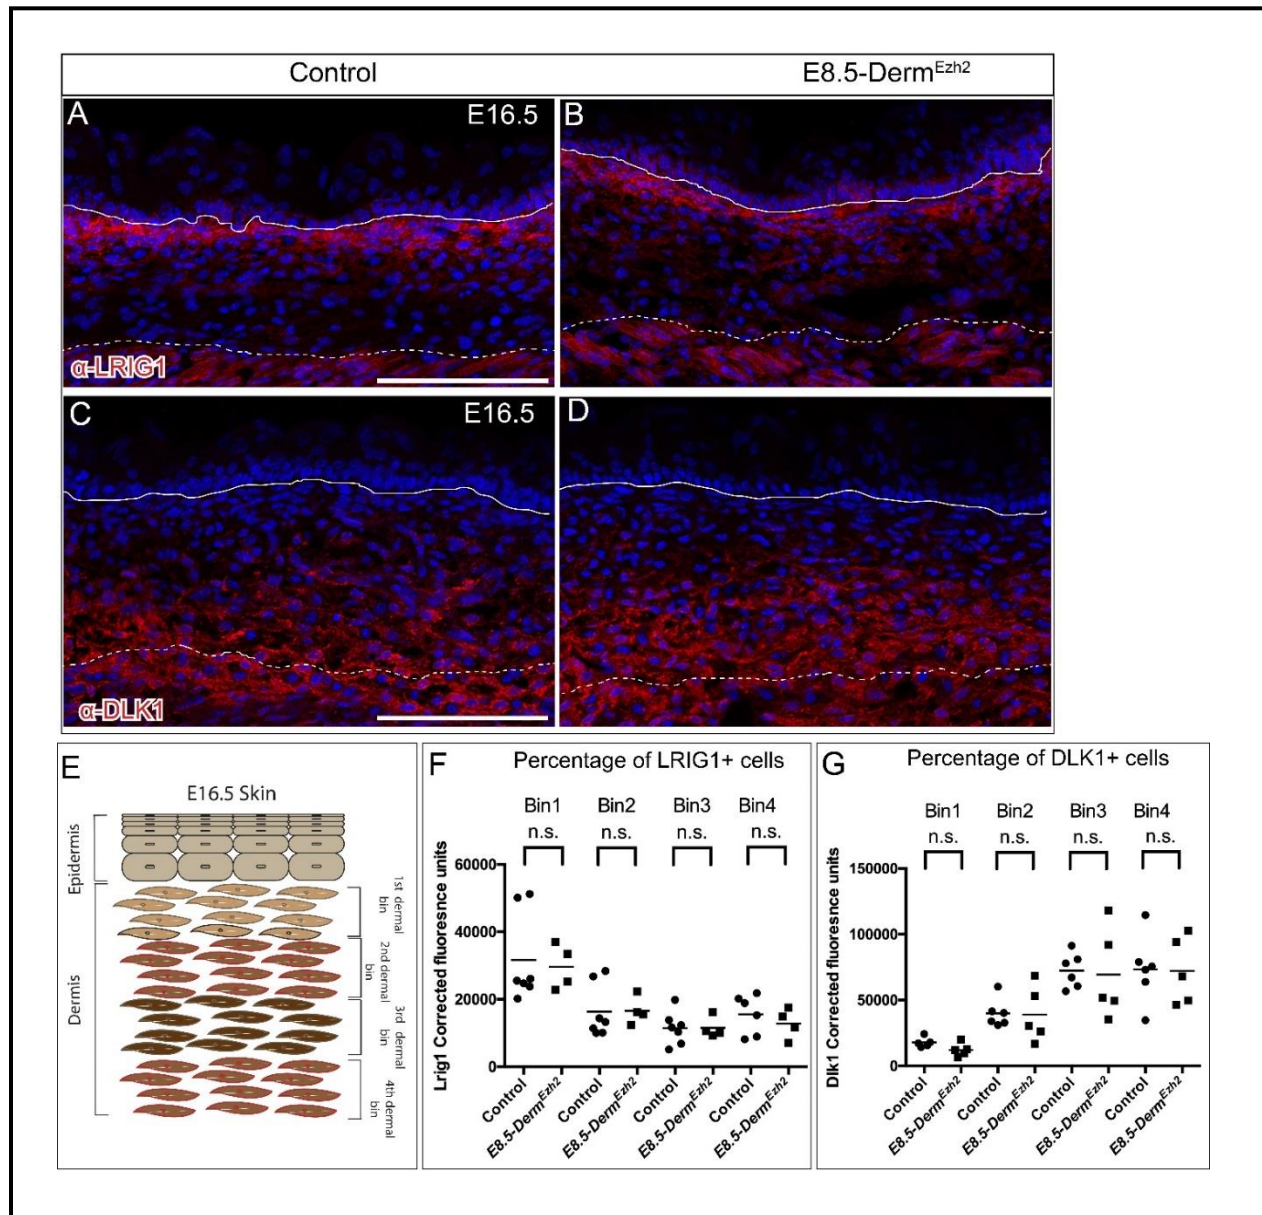 Control
E8.5-Derm^Ezh2
A
E16.5
B
α-LRIG1
C
E16.5
D
α-DLK1
E
E16.5 Skin
Epidermis
Dermis
1st dermal
bin
2nd dermal
bin
3rd dermal
bin
4th dermal
bin
F
Percentage of LRIG1+ cells
Bin1 Bin2 Bin3 Bin4
n.s. n.s. n.s. n.s.
Lrig1 Corrected fluoresnce units
60000
40000
20000
0
Control
E8.5-Derm^Ezh2
Control
E8.5-Derm^Ezh2
Control
E8.5-Derm^Ezh2
Control
E8.5-Derm^Ezh2
G
Percentage of DLK1+ cells
Bin1 Bin2 Bin3 Bin4
n.s. n.s. n.s. n.s.
Dlk1 Corrected fluoresnce units
150000
100000
50000
0
Control
E8.5-Derm^Ezh2
Control
E8.5-Derm^Ezh2
Control
E8.5-Derm^Ezh2
Control
E8.5-Derm^Ezh2